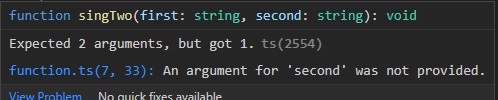 function singTwo(first: string, second: string): void
Expected 2 arguments, but got 1. ts(2554)
function.ts(7, 33): An argument for 'second' was not provided.
View Problem No quick fixes available